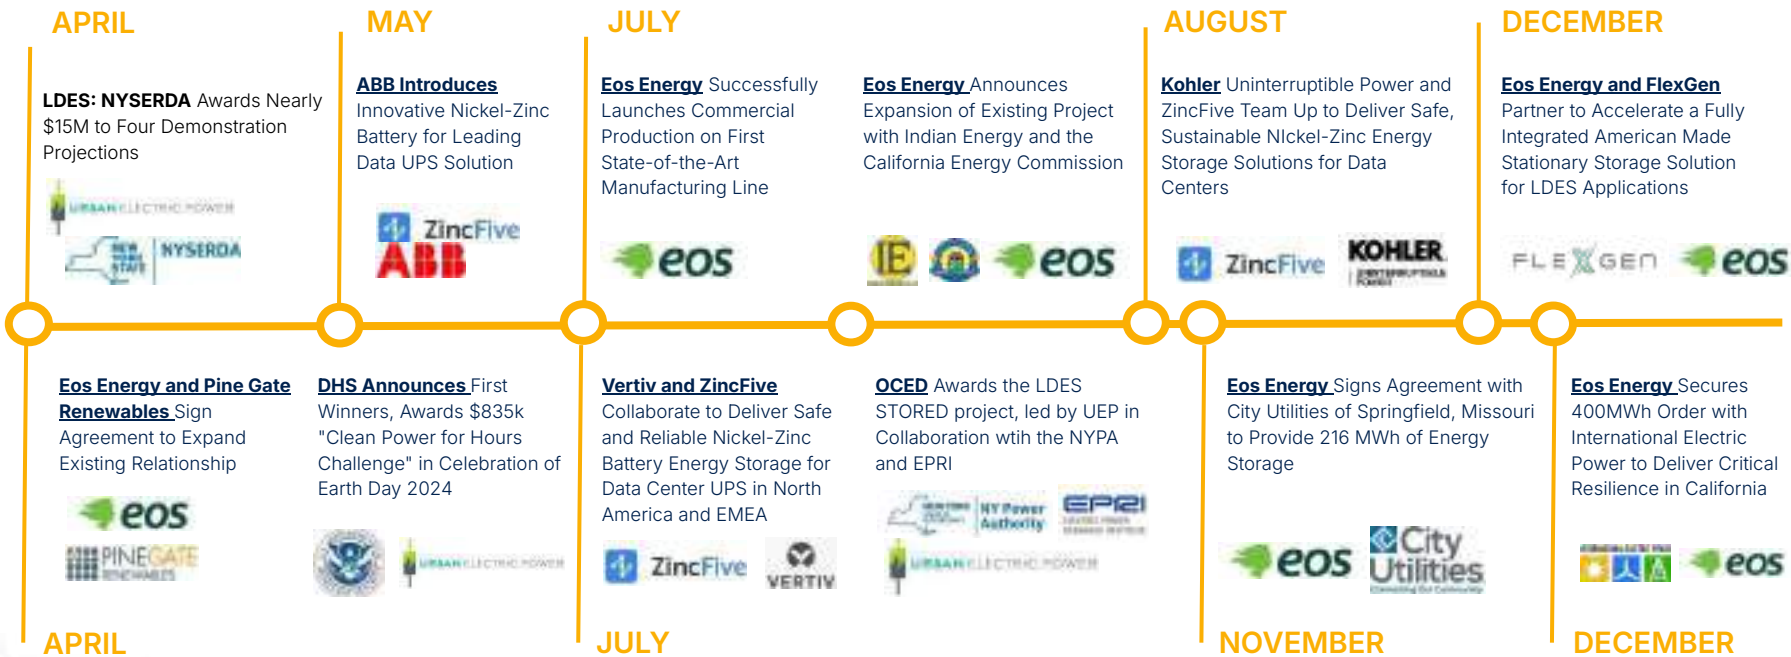 APRIL
LDES: NYSERDA Awards Nearly
$15M to Four Demonstration
Projections
URBAN ELECTRIC POWER
NEW YORK STATE NYSERDA
MAY
ABB Introduces
Innovative Nickel-Zinc
Battery for Leading
Data UPS Solution
ZincFive
ABB
JULY
Eos Energy Successfully
Launches Commercial
Production on First
State-of-the-Art
Manufacturing Line
eos
Eos Energy Announces
Expansion of Existing Project
with Indian Energy and the
California Energy Commission
IE
eos
AUGUST
Kohler Uninterruptible Power and
ZincFive Team Up to Deliver Safe,
Sustainable NIckel-Zinc Energy
Storage Solutions for Data
Centers
ZincFive
KOHLER
UNINTERRUPTIBLE
POWER
DECEMBER
Eos Energy and FlexGen
Partner to Accelerate a Fully
Integrated American Made
Stationary Storage Solution
for LDES Applications
FLEXGEN
eos
Eos Energy and Pine Gate
Renewables Sign
Agreement to Expand
Existing Relationship
eos
PINEGATE
RENEWABLES
APRIL
DHS Announces First
Winners, Awards $835k
"Clean Power for Hours
Challenge" in Celebration of
Earth Day 2024
URBAN ELECTRIC POWER
Vertiv and ZincFive
Collaborate to Deliver Safe
and Reliable Nickel-Zinc
Battery Energy Storage for
Data Center UPS in North
America and EMEA
ZincFive
VERTIV
JULY
OCED Awards the LDES
STORED project, led by UEP in
Collaboration wtih the NYPA
and EPRI
NY Power
Authority
EPRI
URBAN ELECTRIC POWER
Eos Energy Signs Agreement with
City Utilities of Springfield, Missouri
to Provide 216 MWh of Energy
Storage
eos
City
Utilities
NOVEMBER
Eos Energy Secures
400MWh Order with
International Electric
Power to Deliver Critical
Resilience in California
eos
DECEMBER